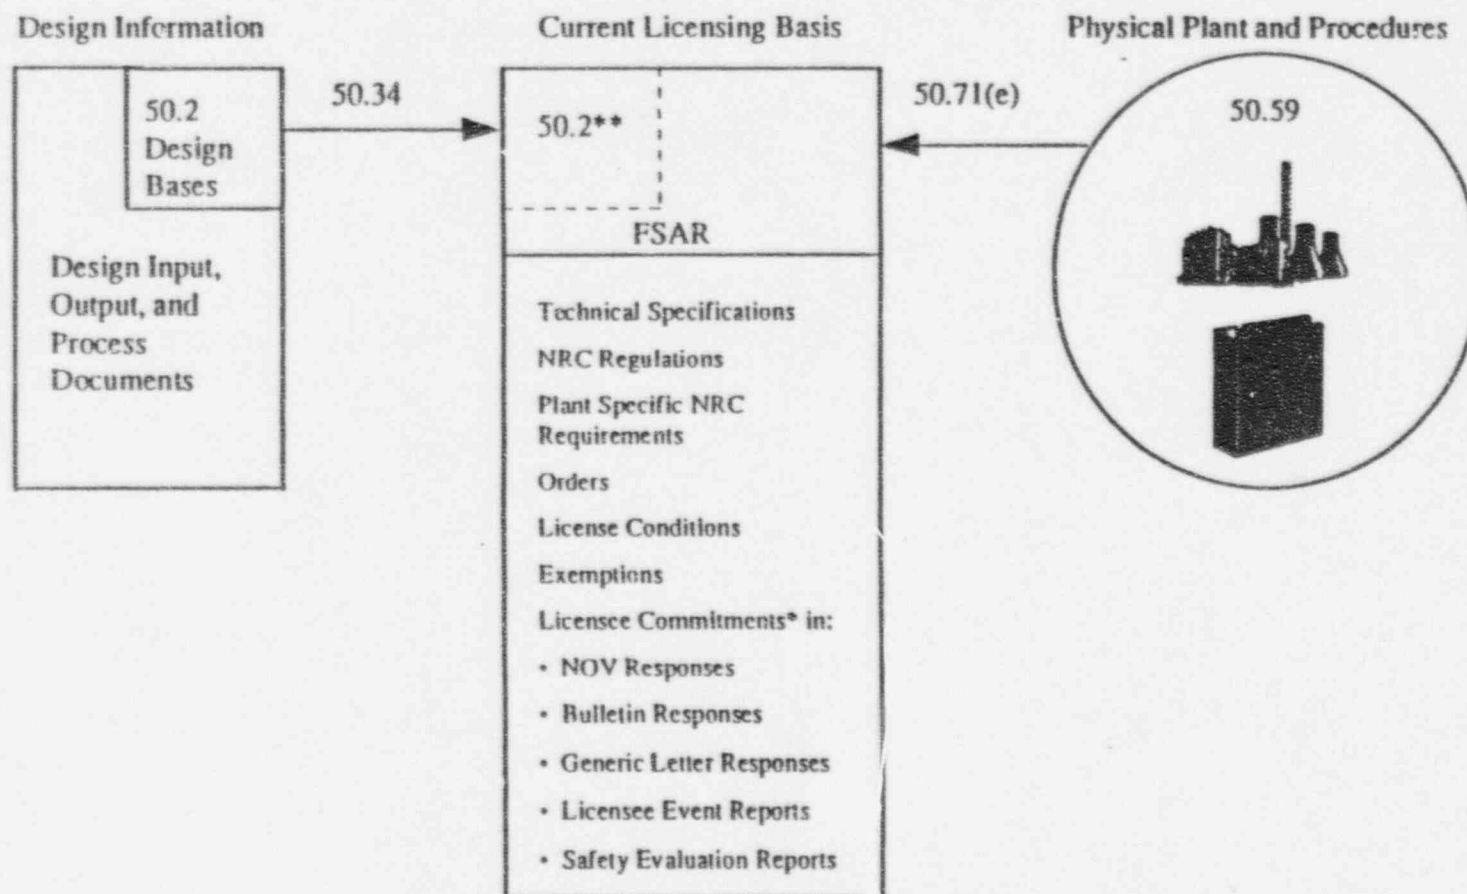 Design Information
Current Licensing Basis
Physical Plant and Procedures
50.2
Design
Bases
Design Input,
Output, and
Process
Documents
50.34
50.2**
FSAR
Technical Specifications
NRC Regulations
Plant Specific NRC
Requirements
Orders
License Conditions
Exemptions
Licensee Commitments* in:
• NOV Responses
• Bulletin Responses
• Generic Letter Responses
• Licensee Event Reports
• Safety Evaluation Reports
50.71(e)
50.59